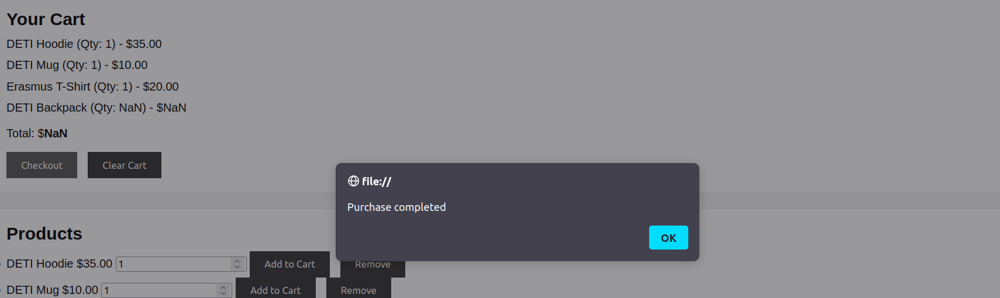 Your Cart
DETI Hoodie (Qty: 1) - $35.00
DETI Mug (Qty: 1) - $10.00
Erasmus T-Shirt (Qty: 1) - $20.00
DETI Backpack (Qty: NaN) - $NaN
Total: $NaN
Checkout Clear Cart
file://
Purchase completed
OK
Products
DETI Hoodie $35.00 1 Add to Cart Remove
DETI Mug $10.00 1 Add to Cart Remove